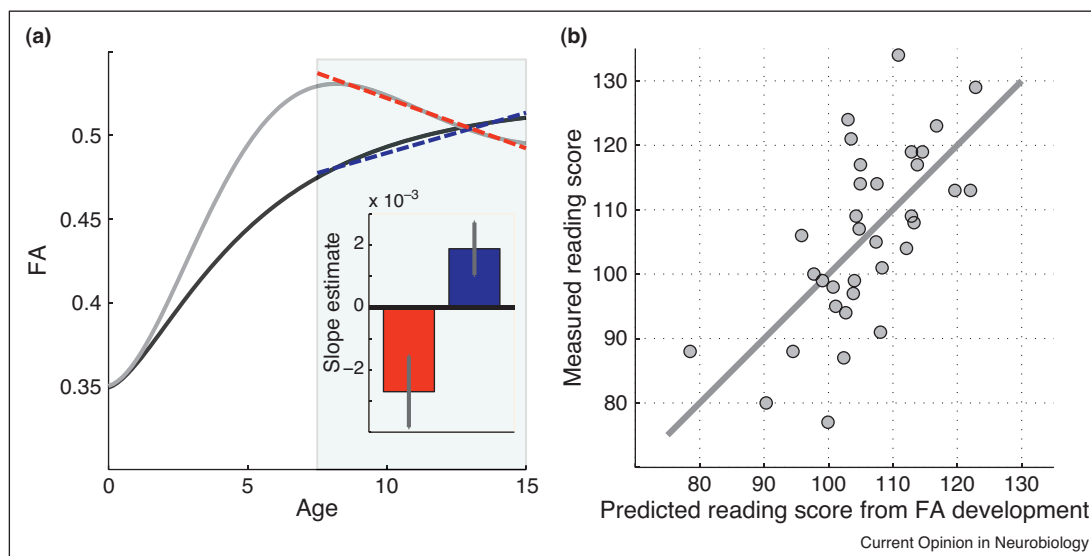 (a)
0.5
0.45
0.4
0.35
FA
0
5
10
15
Age
x 10⁻³
2
0
−2
Slope estimate
(b)
130
120
110
100
90
80
Measured reading score
80
90
100
110
120
130
Predicted reading score from FA development
Current Opinion in Neurobiology